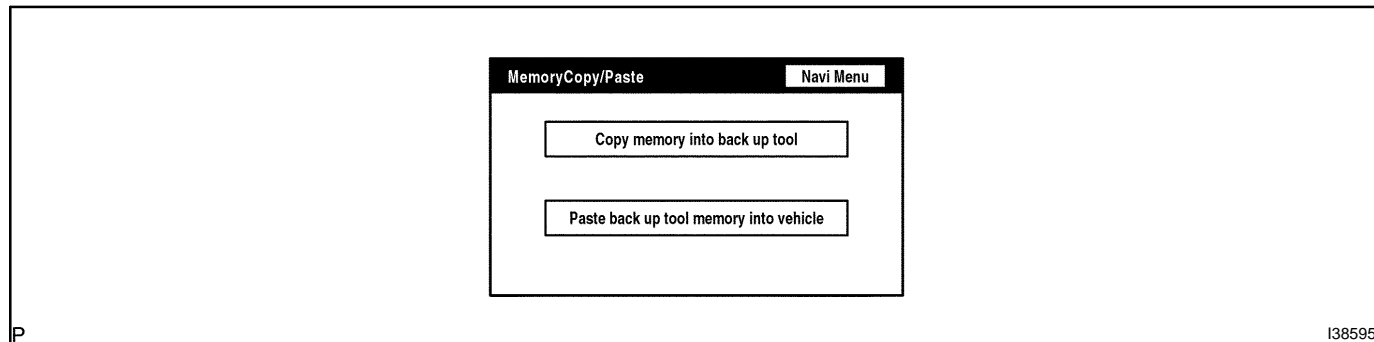 MemoryCopy/Paste Navi Menu
Copy memory into back up tool
Paste back up tool memory into vehicle
P I38595